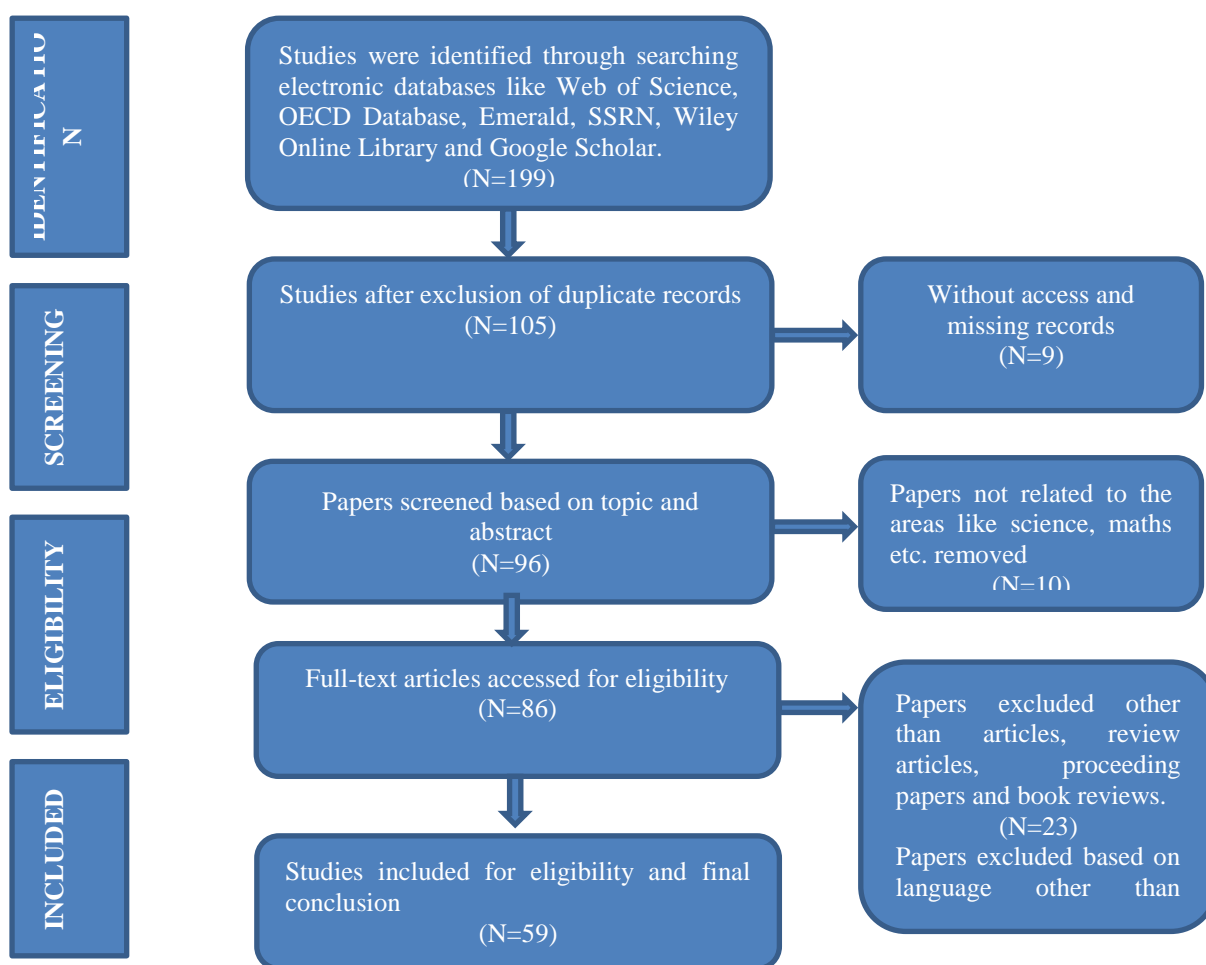 IDENTIFICATIO
N
Studies were identified through searching
electronic databases like Web of Science,
OECD Database, Emerald, SSRN, Wiley
Online Library and Google Scholar.
(N=199)
SCREENING
Studies after exclusion of duplicate records
(N=105)
Without access and
missing records
(N=9)
Papers screened based on topic and
abstract
(N=96)
Papers not related to the
areas like science, maths
etc. removed
(N=10)
ELIGIBILITY
Full-text articles accessed for eligibility
(N=86)
Papers excluded other
than articles, review
articles, proceeding
papers and book reviews.
(N=23)
Papers excluded based on
language other than
INCLUDED
Studies included for eligibility and final
conclusion
(N=59)